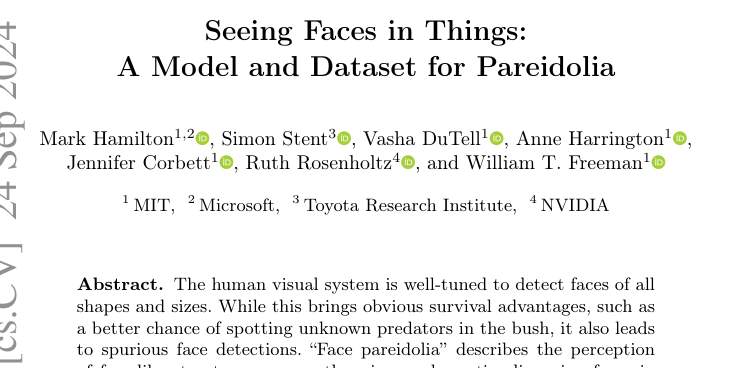 Seeing Faces in Things:
A Model and Dataset for Pareidolia
Mark Hamilton1,2, Simon Stent3, Vasha DuTell1, Anne Harrington1,
Jennifer Corbett1, Ruth Rosenholtz4, and William T. Freeman1
1 MIT, 2 Microsoft, 3 Toyota Research Institute, 4 NVIDIA
Abstract. The human visual system is well-tuned to detect faces of all
shapes and sizes. While this brings obvious survival advantages, such as
a better chance of spotting unknown predators in the bush, it also leads
to spurious face detections. “Face pareidolia” describes the perception
[cs.CV] 24 Sep 2024